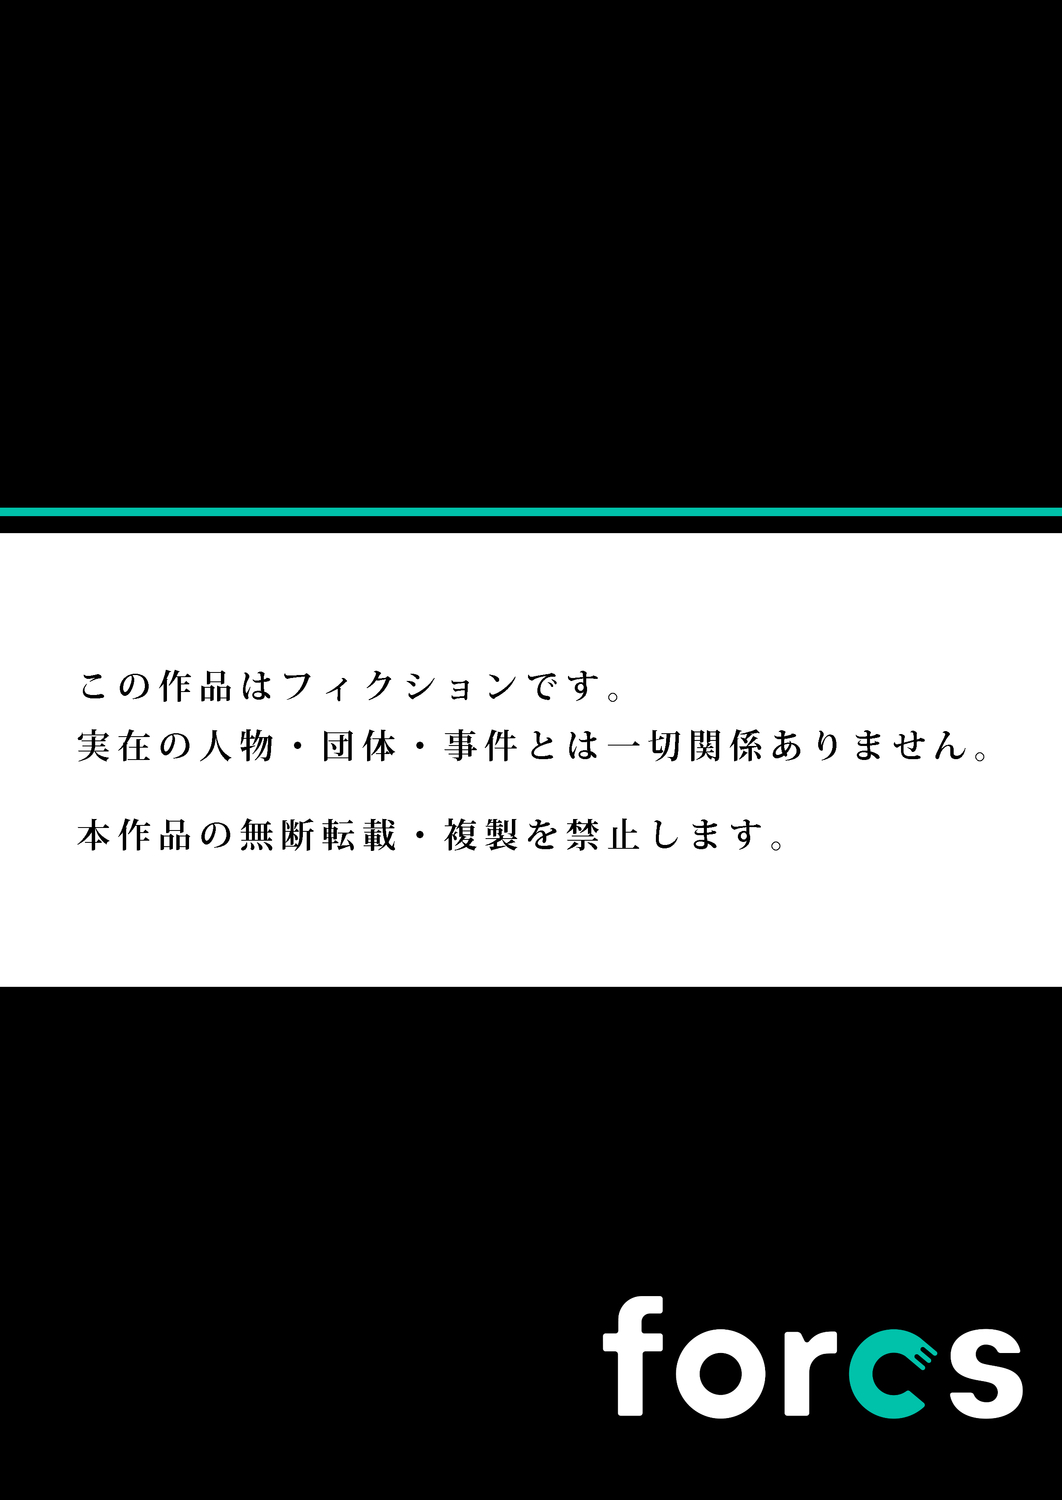 この作品はフィクションです。
実在の人物・団体・事件とは一切関係ありません。
本作品の無断転載・複製を禁止します。
forcs